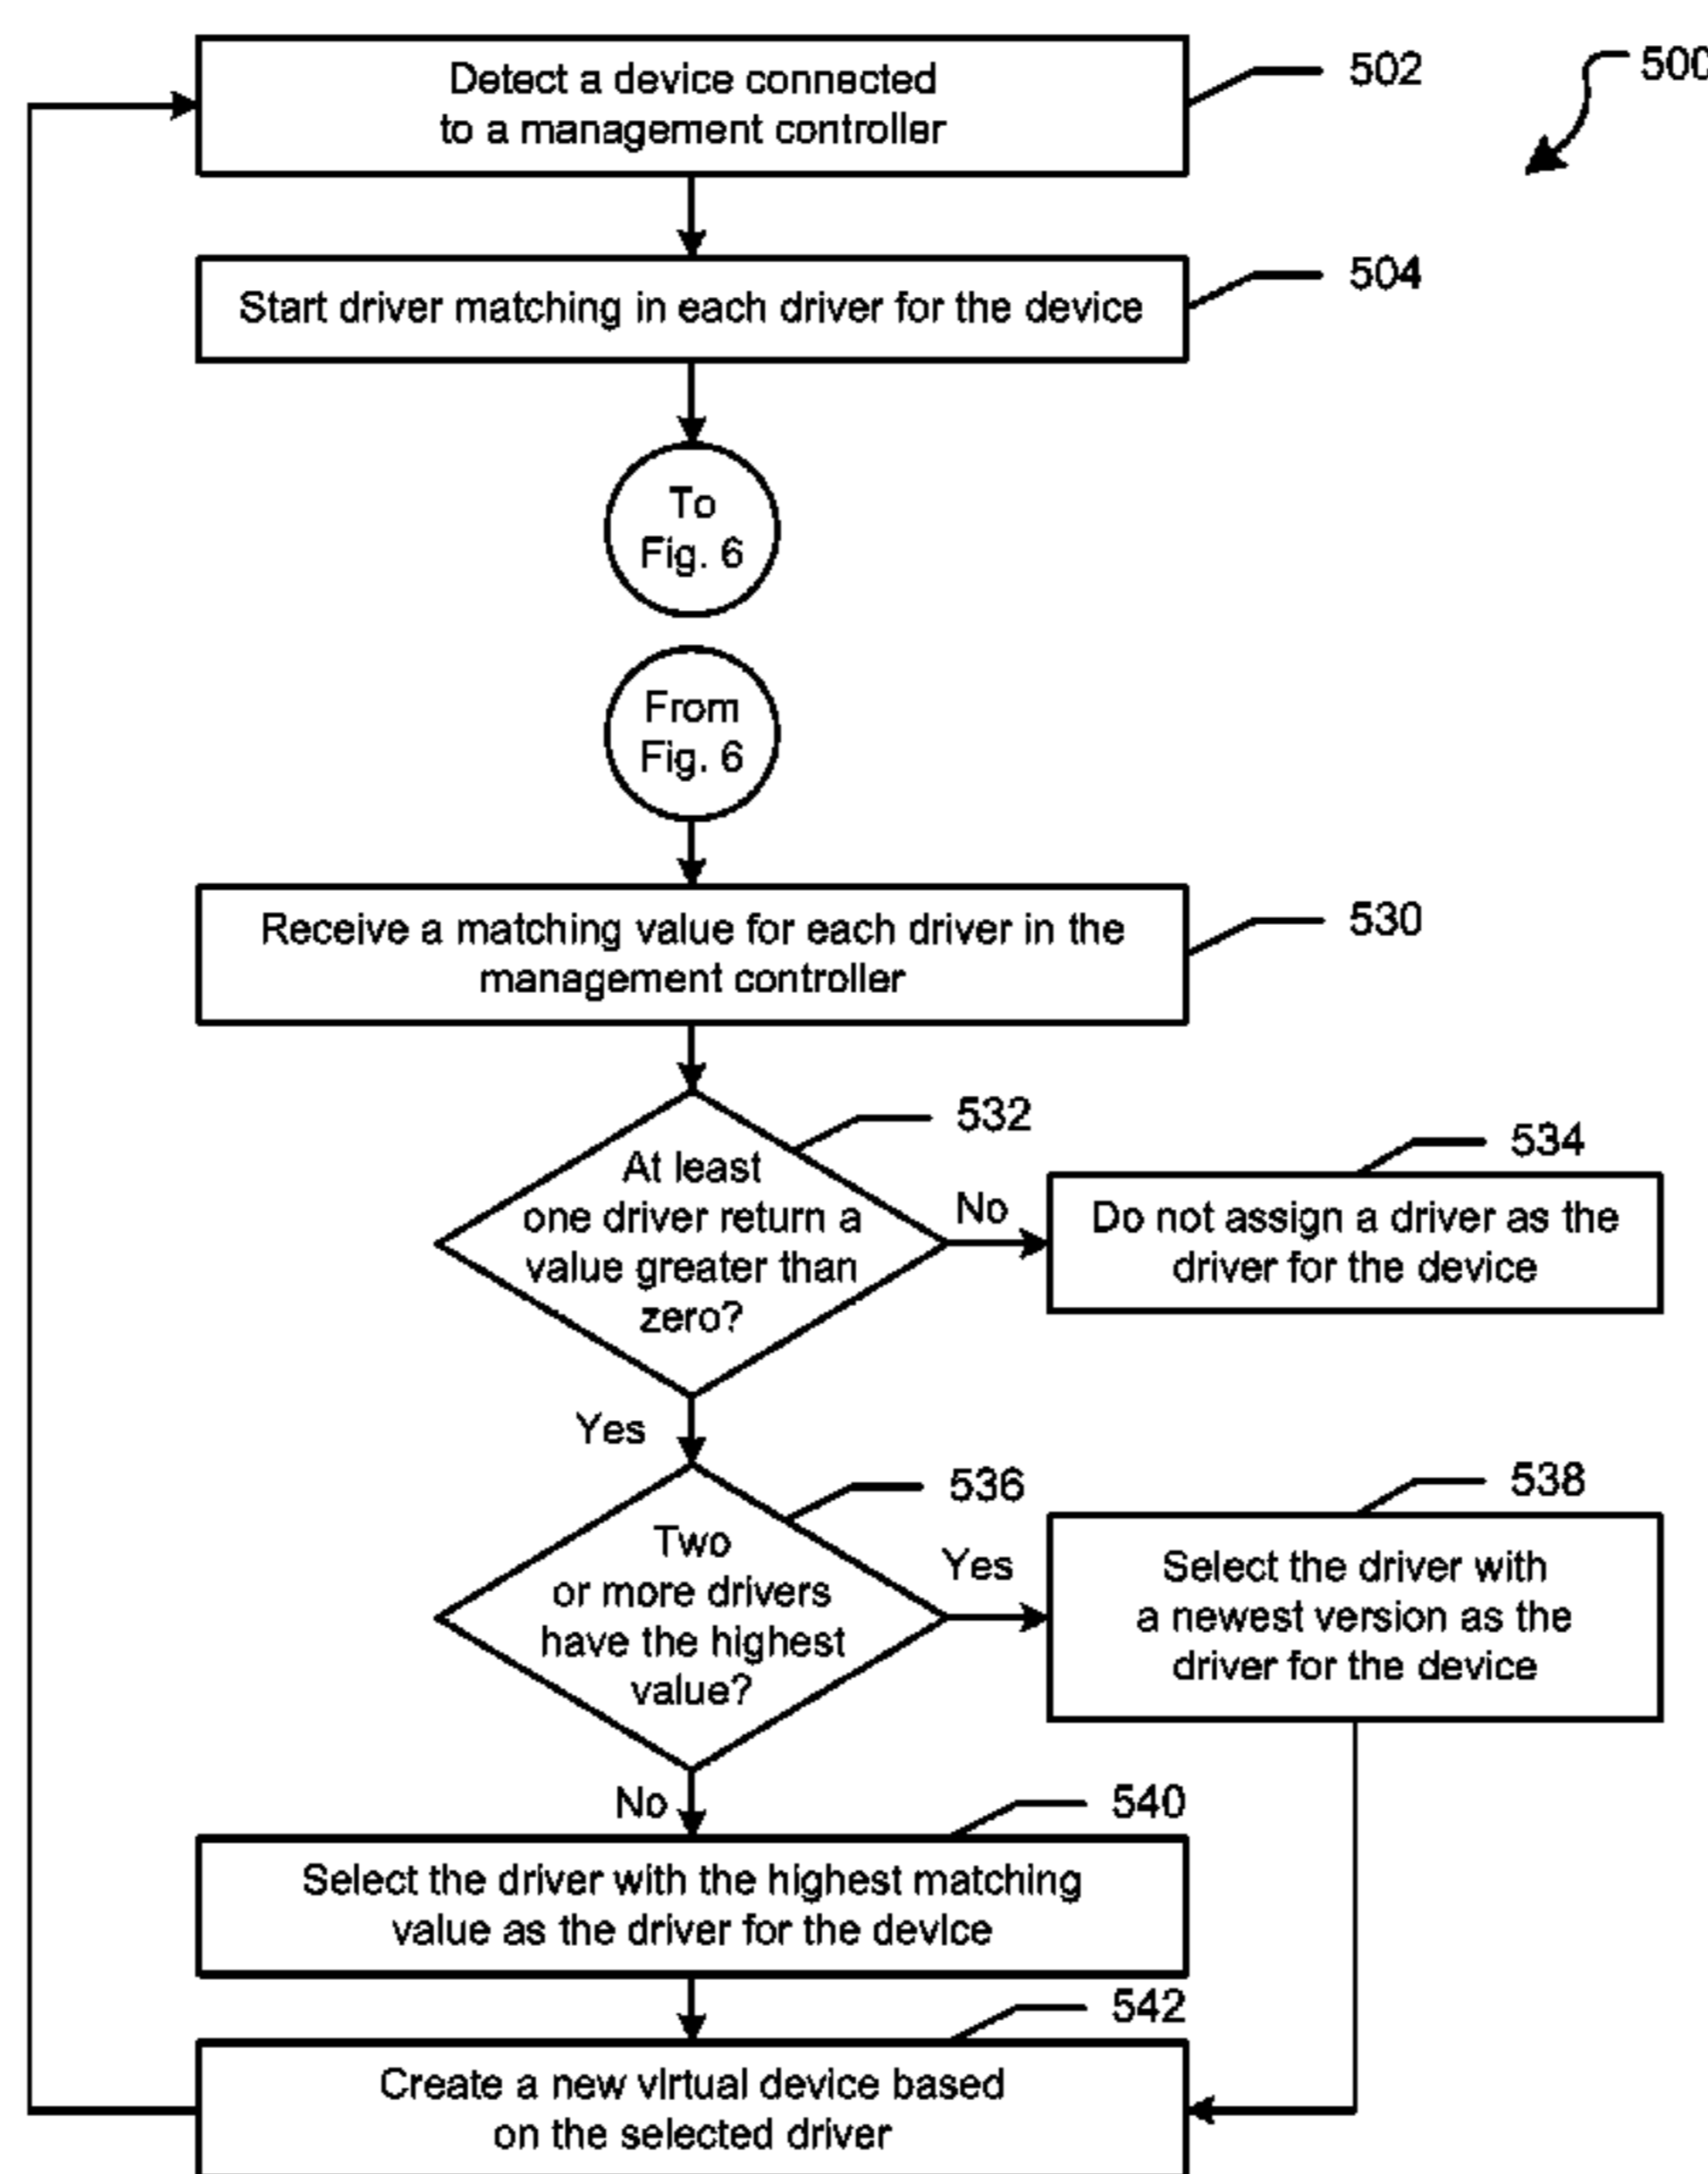 500
Detect a device connected
to a management controller
502
Start driver matching in each driver for the device
504
To
Fig. 6
From
Fig. 6
Receive a matching value for each driver in the
management controller
530
532
At least
one driver return a
value greater than
zero?
No
534
Do not assign a driver as the
driver for the device
Yes
536
Two
or more drivers
have the highest
value?
Yes
538
Select the driver with
a newest version as the
driver for the device
No
540
Select the driver with the highest matching
value as the driver for the device
542
Create a new virtual device based
on the selected driver